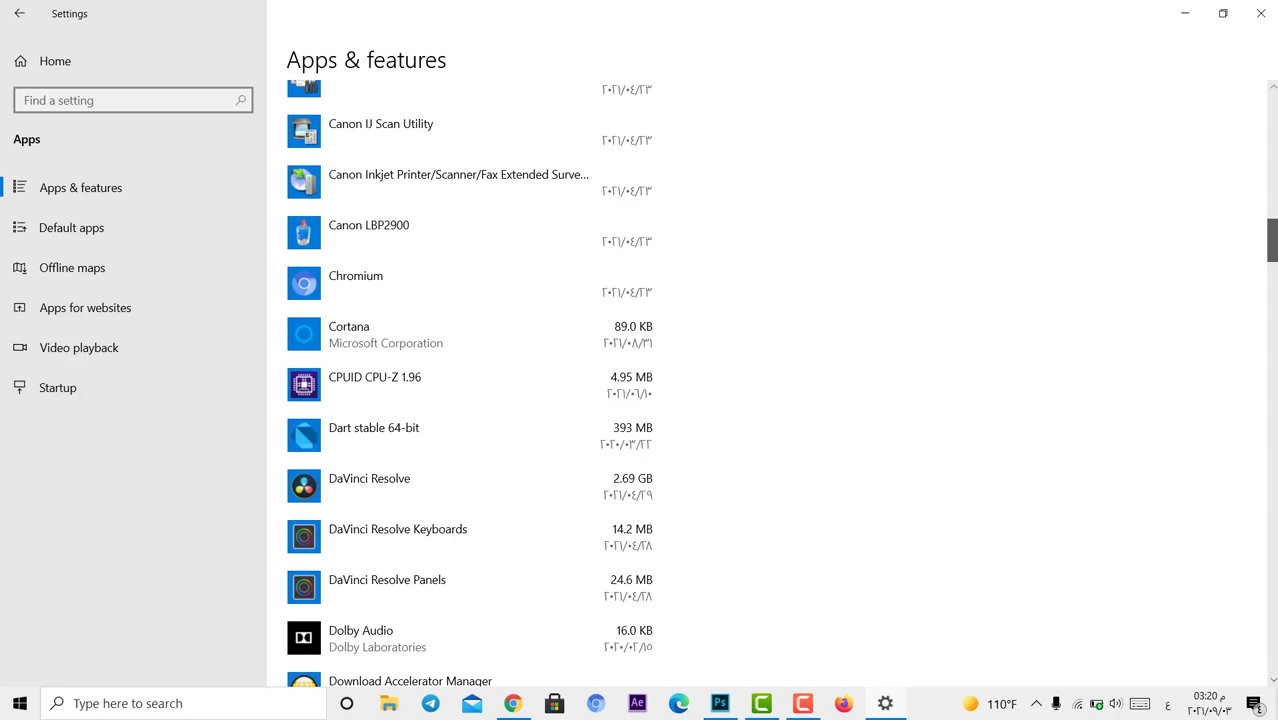 Settings
Home
Find a setting
Apps
Apps & features
Default apps
Offline maps
Apps for websites
Video playback
Startup
Apps & features
٢٠٢١/٠٤/٢٣
Canon IJ Scan Utility
٢٠٢١/٠٤/٢٣
Canon Inkjet Printer/Scanner/Fax Extended Surve...
٢٠٢١/٠٤/٢٣
Canon LBP2900
٢٠٢١/٠٤/٢٣
Chromium
٢٠٢١/٠٤/٢٣
Cortana 89.0 KB
Microsoft Corporation ٢٠٢١/٠٨/٣١
CPUID CPU-Z 1.96 4.95 MB
٢٠٢١/٠٦/١٠
Dart stable 64-bit 393 MB
٢٠٢٠/٠٣/٢٢
DaVinci Resolve 2.69 GB
٢٠٢١/٠٤/٢٩
DaVinci Resolve Keyboards 14.2 MB
٢٠٢١/٠٤/٢٨
DaVinci Resolve Panels 24.6 MB
٢٠٢١/٠٤/٢٨
Dolby Audio 16.0 KB
Dolby Laboratories ٢٠٢٠/٠٢/١٥
Download Accelerator Manager
Type here to search
Ae
Ps
110°F
ع
03:20 م
٢٠٢١/٠٩/٠٣